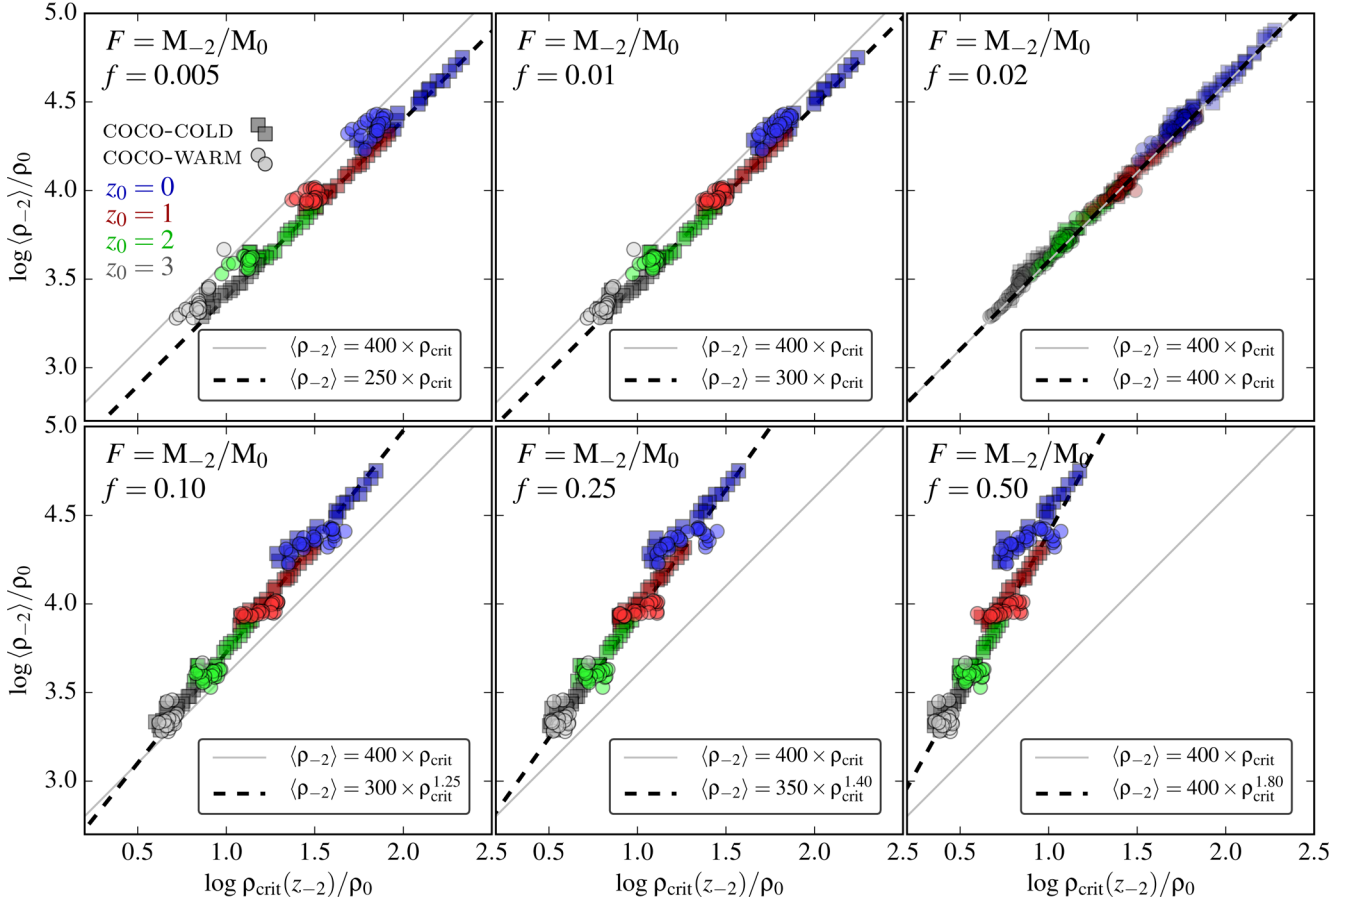 F = M₋₂/M₀
f = 0.005
COCO-COLD
COCO-WARM
z₀ = 0
z₀ = 1
z₀ = 2
z₀ = 3
⟨ρ₋₂⟩ = 400 × ρcrit
⟨ρ₋₂⟩ = 250 × ρcrit
5.0
4.5
4.0
3.5
3.0
log ⟨ρ₋₂⟩/ρ₀
F = M₋₂/M₀
f = 0.01
⟨ρ₋₂⟩ = 400 × ρcrit
⟨ρ₋₂⟩ = 300 × ρcrit
F = M₋₂/M₀
f = 0.02
⟨ρ₋₂⟩ = 400 × ρcrit
⟨ρ₋₂⟩ = 400 × ρcrit
F = M₋₂/M₀
f = 0.10
⟨ρ₋₂⟩ = 400 × ρcrit
⟨ρ₋₂⟩ = 300 × ρcrit^1.25
5.0
4.5
4.0
3.5
3.0
log ⟨ρ₋₂⟩/ρ₀
0.5 1.0 1.5 2.0 2.5
log ρcrit(z₋₂)/ρ₀
F = M₋₂/M₀
f = 0.25
⟨ρ₋₂⟩ = 400 × ρcrit
⟨ρ₋₂⟩ = 350 × ρcrit^1.40
0.5 1.0 1.5 2.0 2.5
log ρcrit(z₋₂)/ρ₀
F = M₋₂/M₀
f = 0.50
⟨ρ₋₂⟩ = 400 × ρcrit
⟨ρ₋₂⟩ = 400 × ρcrit^1.80
0.5 1.0 1.5 2.0 2.5
log ρcrit(z₋₂)/ρ₀